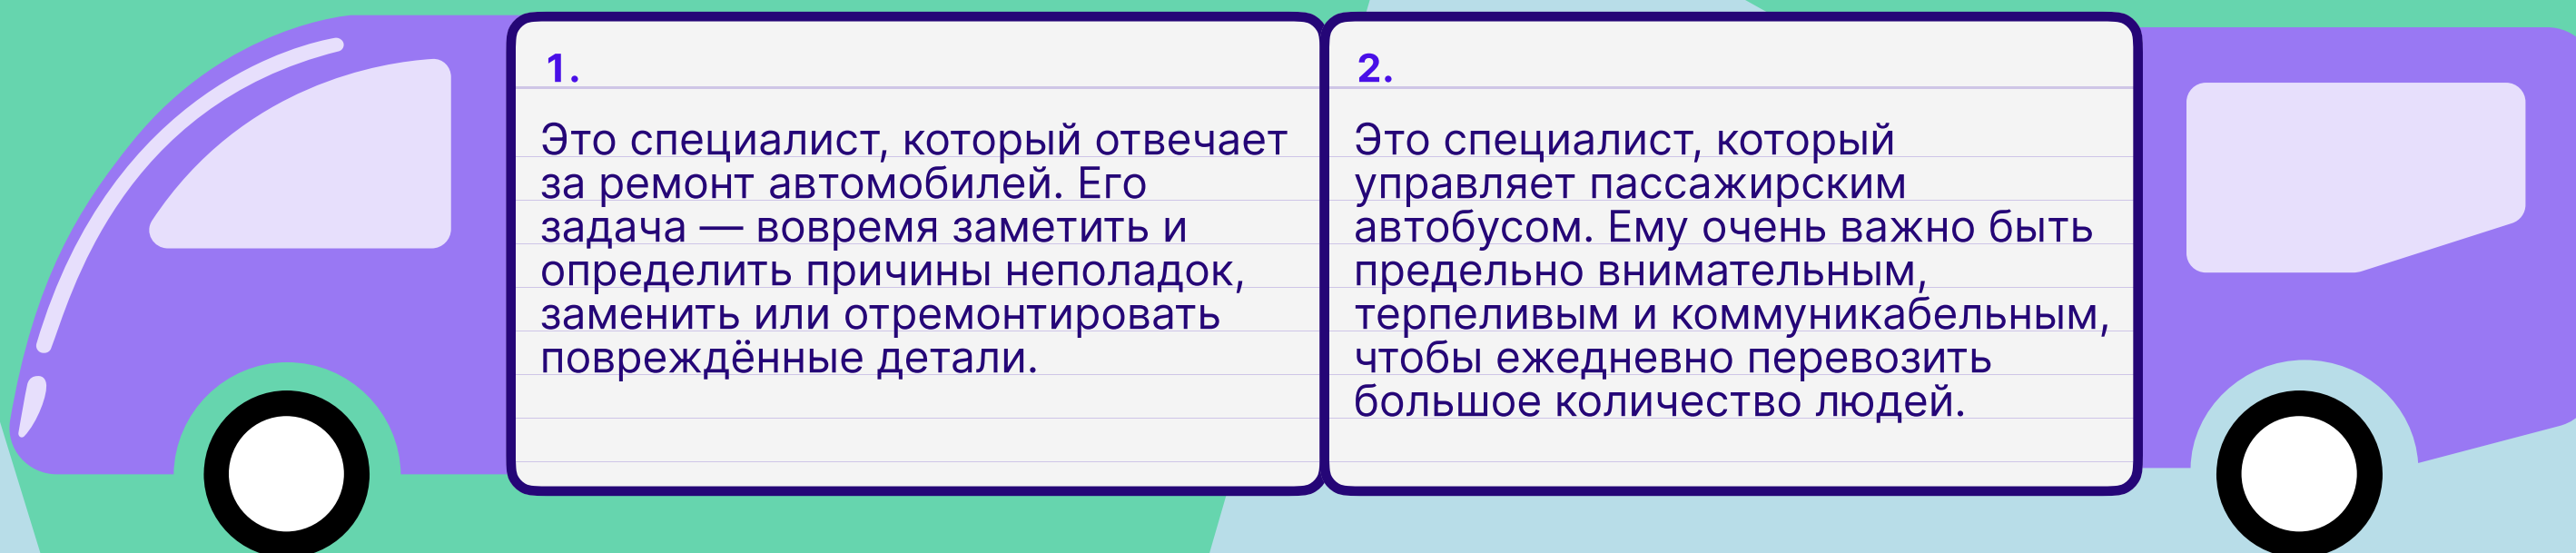 1.
Это специалист, который отвечает
за ремонт автомобилей. Его
задача — вовремя заметить и
определить причины неполадок,
заменить или отремонтировать
повреждённые детали.
2.
Это специалист, который
управляет пассажирским
автобусом. Ему очень важно быть
предельно внимательным,
терпеливым и коммуникабельным,
чтобы ежедневно перевозить
большое количество людей.